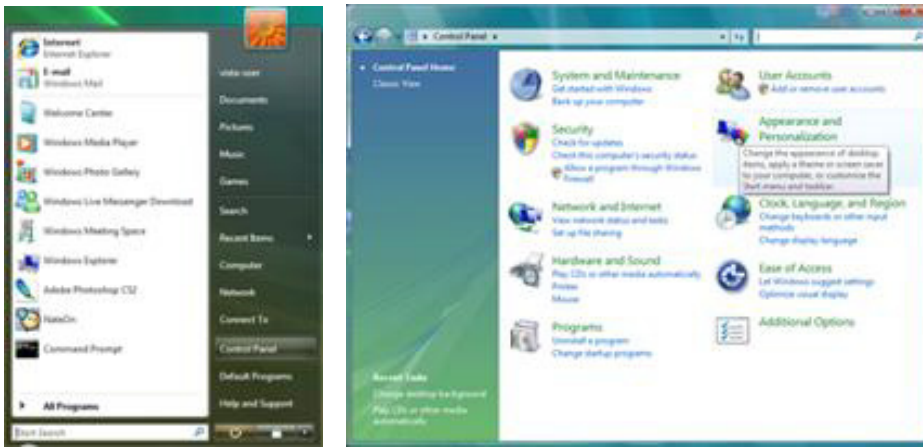 Internet
Internet Explorer
E-mail
Windows Mail
Welcome Center
Windows Media Player
Windows Photo Gallery
Windows Live Messenger Download
Windows Meeting Space
Windows Explorer
Adobe Photoshop CS2
NateOn
Command Prompt
All Programs
Start Search
vista user
Documents
Pictures
Music
Games
Search
Recent Items
Computer
Network
Connect To
Control Panel
Default Programs
Help and Support
Control Panel
Control Panel Home
Classic View
System and Maintenance
Get started with Windows
Back up your computer
Security
Check for updates
Check this computer's security status
Allow a program through Windows
Firewall
Network and Internet
View network status and tasks
Set up file sharing
Hardware and Sound
Play CDs or other media automatically
Printer
Mouse
Programs
Uninstall a program
Change startup programs
User Accounts
Add or remove user accounts
Appearance and
Personalization
Change the appearance of desktop
items, apply a theme or screen saver
to your computer, or customize the
Start menu and taskbar.
Clock, Language, and Region
Change keyboards or other input
methods
Change display language
Ease of Access
Let Windows suggest settings
Optimize visual display
Additional Options
Recent Tasks
Change desktop background
Play CDs or other media
automatically